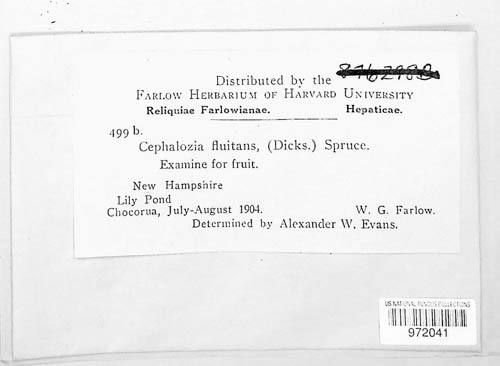 Distributed by the
FARLOW HERBARIUM OF HARVARD UNIVERSITY
Reliquiae Farlowianae. Hepaticae.
499 b.
Cephalozia fluitans, (Dicks.) Spruce.
Examine for fruit.
New Hampshire
Lily Pond
Chocorua, July-August 1904. W. G. Farlow.
Determined by Alexander W. Evans.
US NATIONAL FUNGUS COLLECTIONS
972041